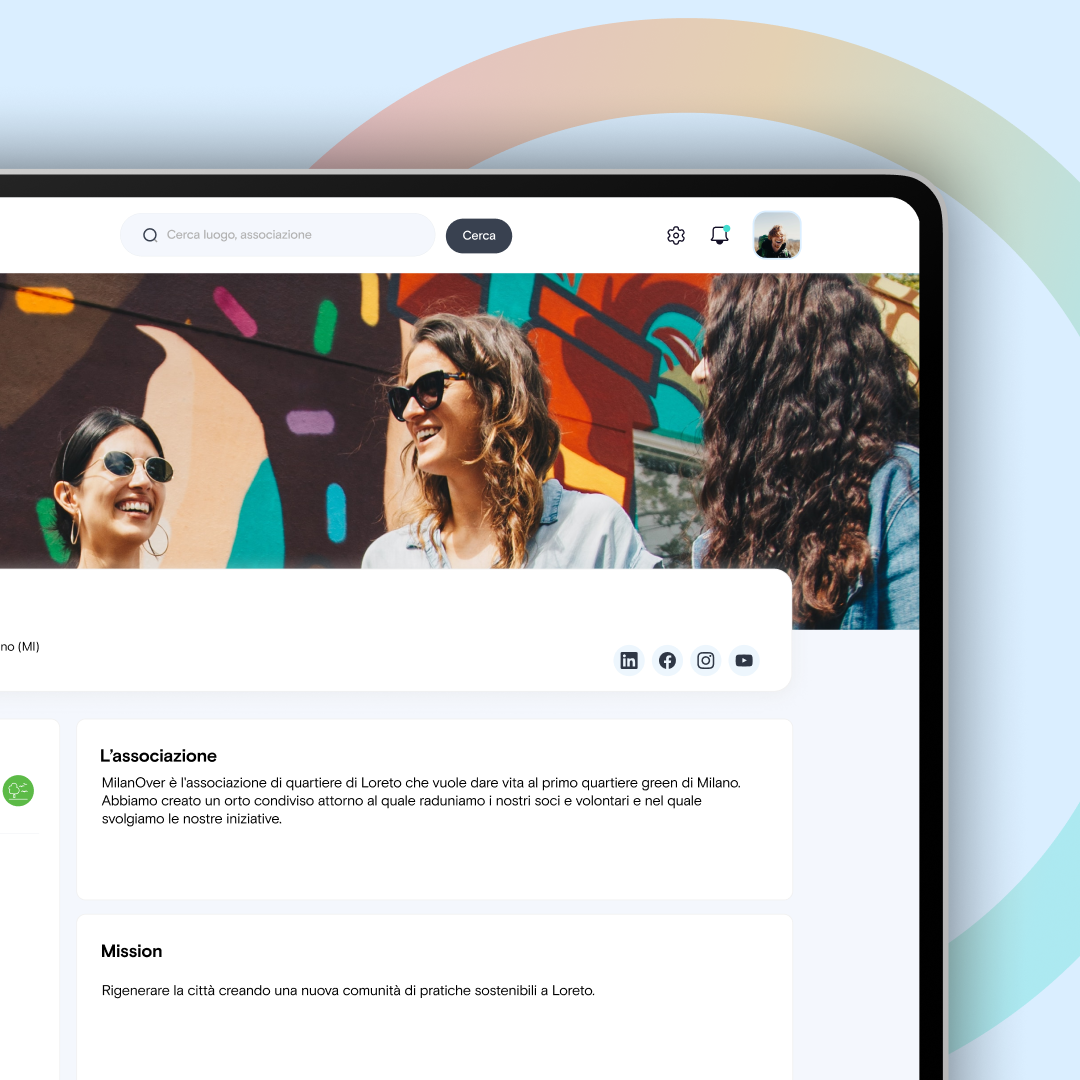 Cerca luogo, associazione
Cerca
no (MI)
L’associazione
MilanOver è l'associazione di quartiere di Loreto che vuole dare vita al primo quartiere green di Milano.
Abbiamo creato un orto condiviso attorno al quale raduniamo i nostri soci e volontari e nel quale
svolgiamo le nostre iniziative.
Mission
Rigenerare la città creando una nuova comunità di pratiche sostenibili a Loreto.